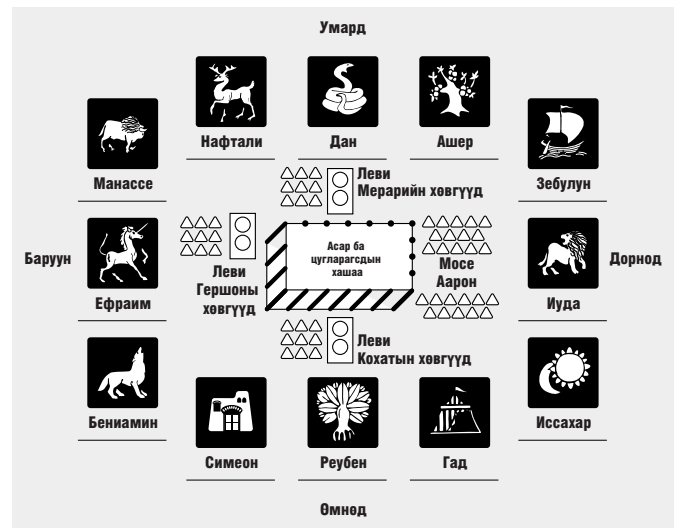 Умард
Нафтали
Дан
Ашер
Манассе
Зебулун
Леви
Мерарийн хөвгүүд
Баруун
Ефраим
Леви
Гершоны
хөвгүүд
Асар ба
цугларагсдын
хашаа
Мосе
Аарон
Иуда
Дорнод
Леви
Кохатын хөвгүүд
Бениамин
Иссахар
Симеон
Реубен
Гад
Өмнөд